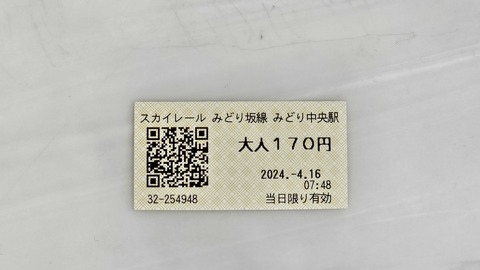 スカイレール みどり坂線 みどり中央駅
大人170円
2024.-4.16
07:48
32-254948
当日限り有効